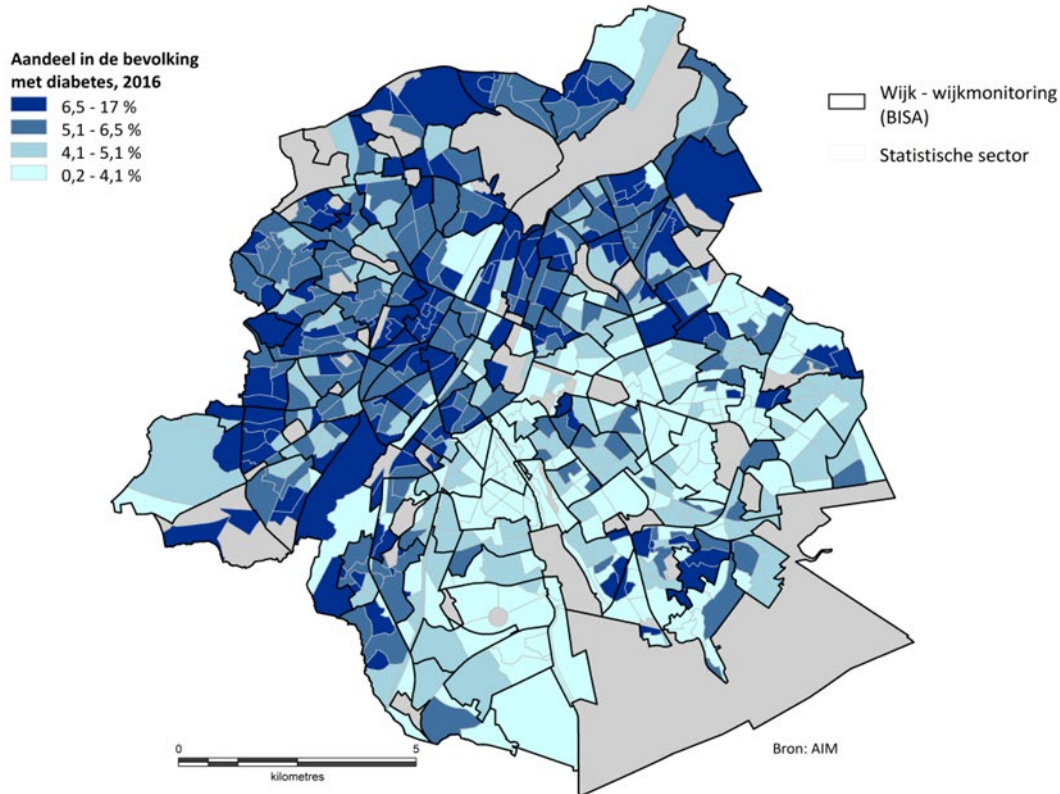 Aandeel in de bevolking
met diabetes, 2016
6,5 - 17 %
5,1 - 6,5 %
4,1 - 5,1 %
0,2 - 4,1 %
Wijk - wijkmonitoring
(BISA)
Statistische sector
0 5
kilometres
Bron: AIM